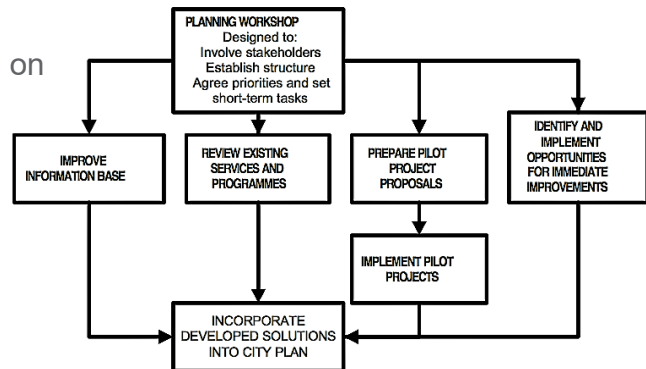 PLANNING WORKSHOP
Designed to:
Involve stakeholders
Establish structure
Agree priorities and set
short-term tasks
on
IMPROVE
INFORMATION BASE
REVIEW EXISTING
SERVICES AND
PROGRAMMES
PREPARE PILOT
PROJECT
PROPOSALS
IDENTIFY AND
IMPLEMENT
OPPORTUNITIES
FOR IMMEDIATE
IMPROVEMENTS
IMPLEMENT PILOT
PROJECTS
INCORPORATE
DEVELOPED SOLUTIONS
INTO CITY PLAN